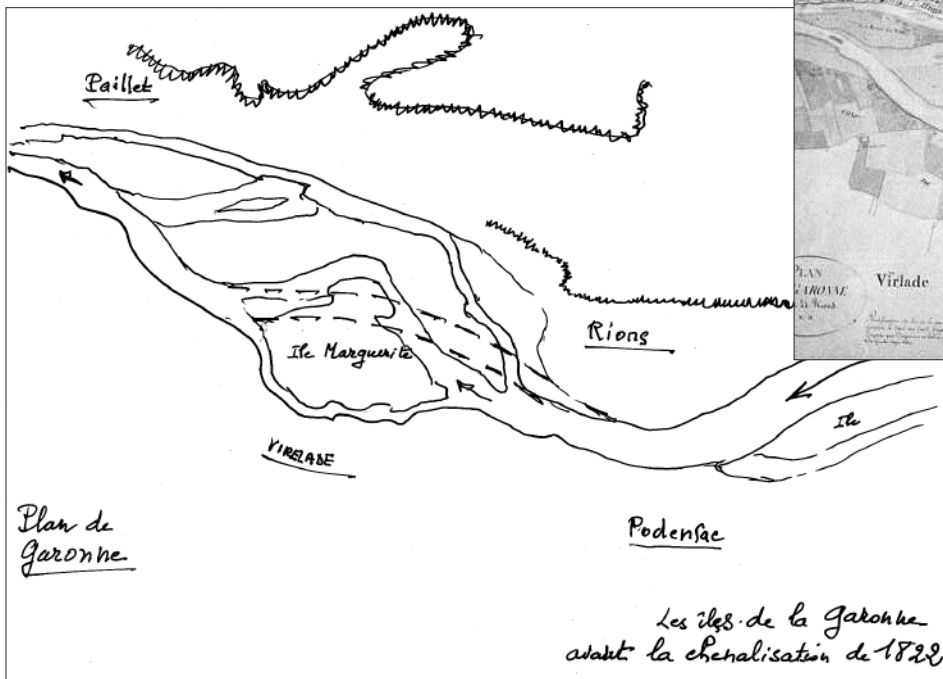 Paillet
Ile Marguerite
Rions
Ile
VIRELADE
Podensac
Plan de
Garonne
Les îles de la Garonne
avant la chenalisation de 1822
PLAN
GARONNE
Virlade